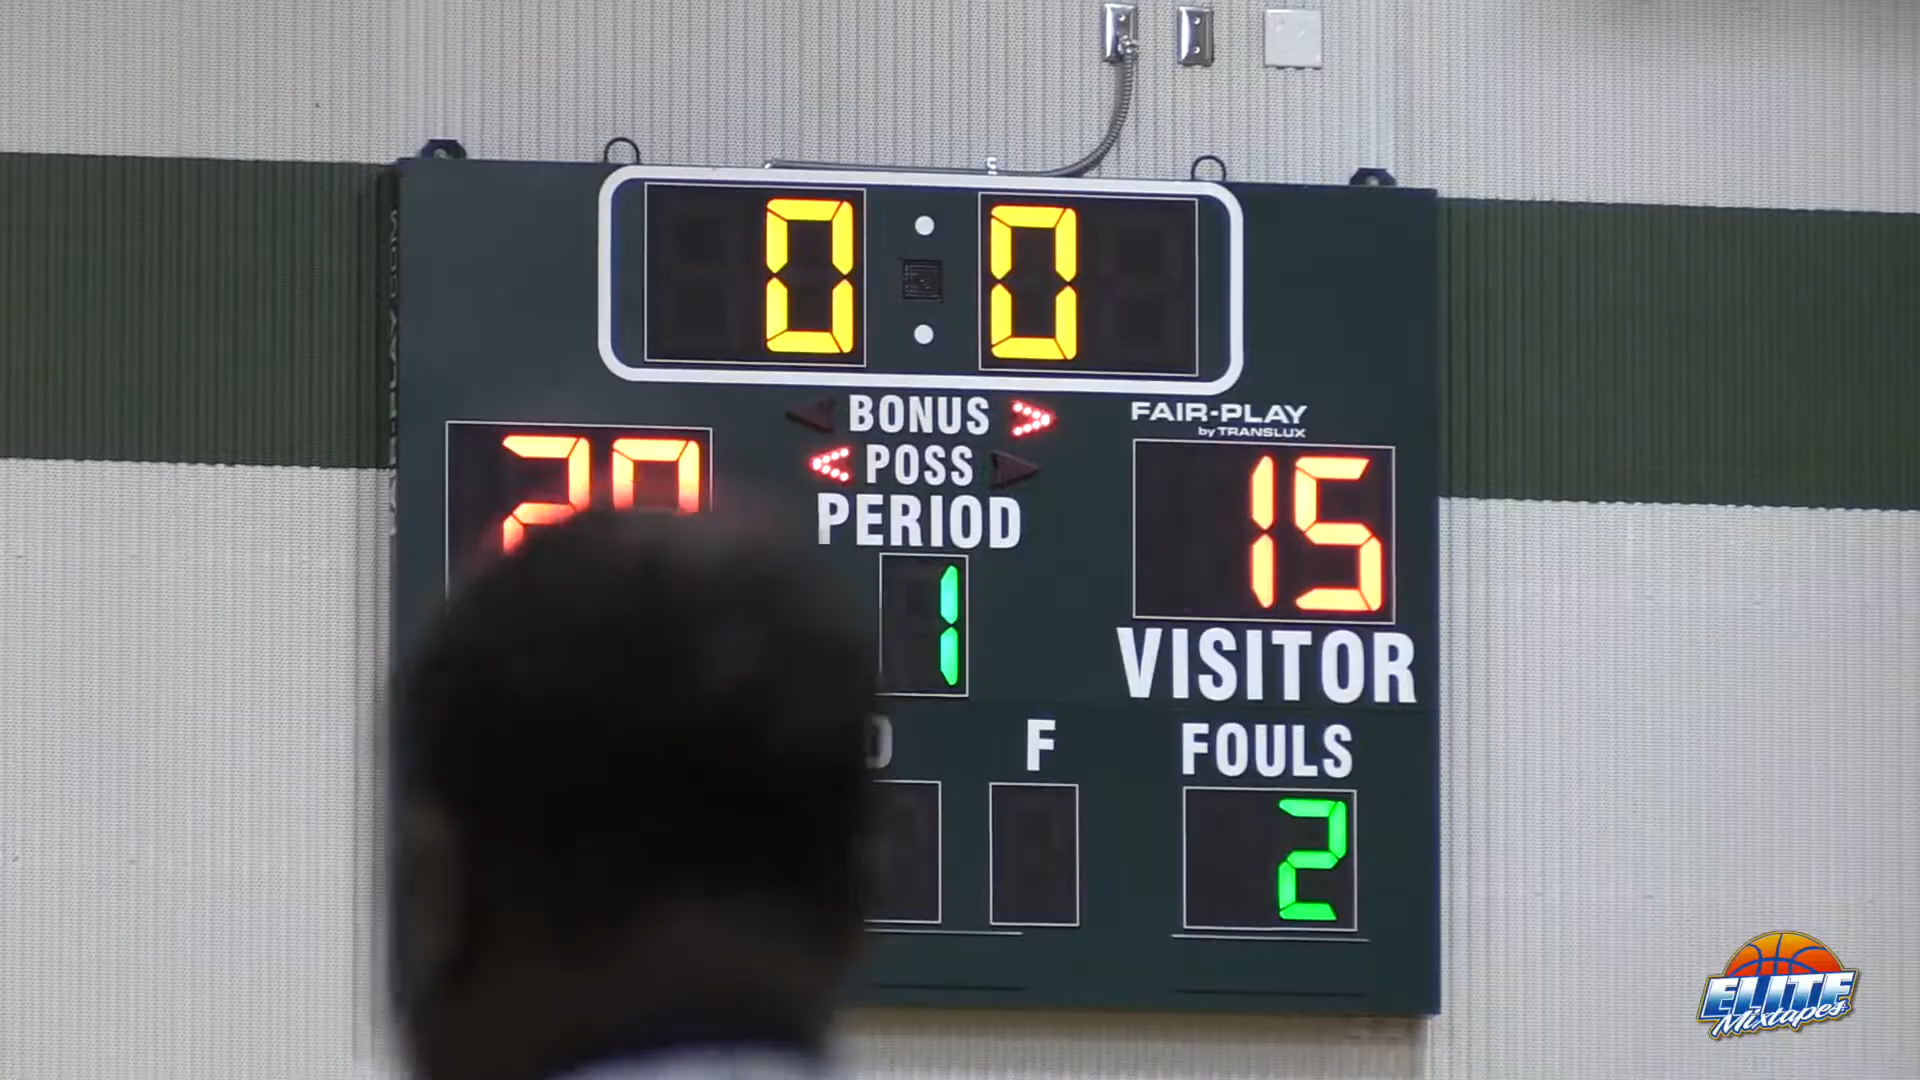 0:0
BONUS
FAIR-PLAY
by TRANSLUX
POSS
15
PERIOD
1
VISITOR
F
FOULS
2
ELITE
Mixtapes